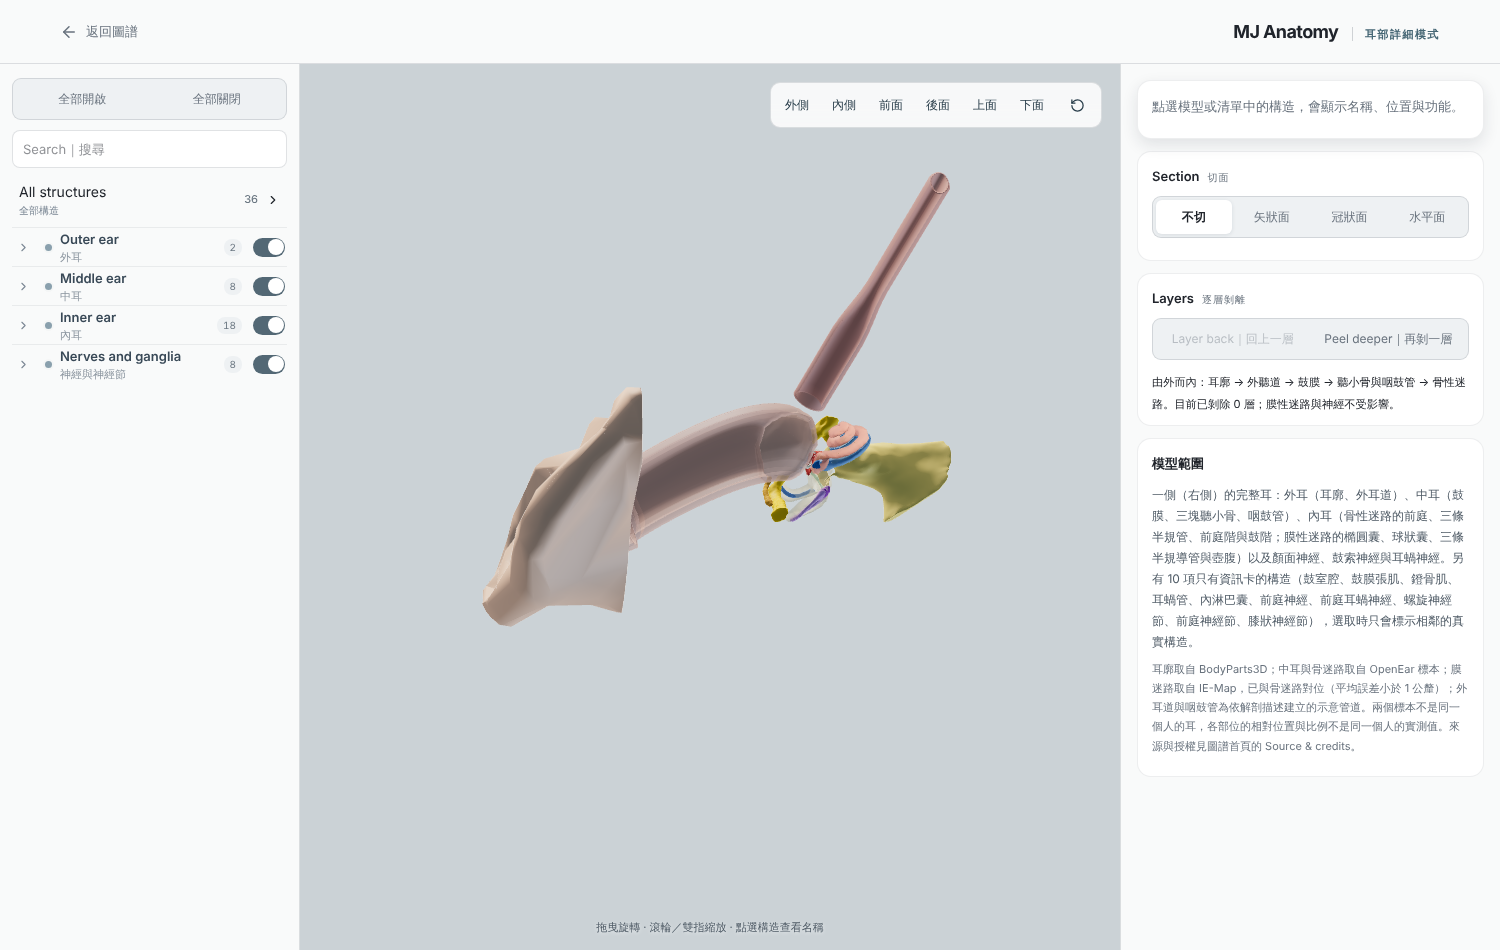 返回圖譜
MJ Anatomy
耳部詳細模式
全部開啟
全部關閉
Search｜搜尋
All structures
全部構造
36
Outer ear
外耳
2
Middle ear
中耳
8
Inner ear
內耳
18
Nerves and ganglia
神經與神經節
8
外側
內側
前面
後面
上面
下面
拖曳旋轉 · 滾輪／雙指縮放 · 點選構造查看名稱
點選模型或清單中的構造，會顯示名稱、位置與功能。
Section 切面
不切
矢狀面
冠狀面
水平面
Layers 逐層剝離
Layer back｜回上一層
Peel deeper｜再剝一層
由外而內：耳廓 → 外聽道 → 鼓膜 → 聽小骨與咽鼓管 → 骨性迷
路。目前已剝除 0 層；膜性迷路與神經不受影響。
模型範圍
一側（右側）的完整耳：外耳（耳廓、外耳道）、中耳（鼓
膜、三塊聽小骨、咽鼓管）、內耳（骨性迷路的前庭、三條
半規管、前庭階與鼓階；膜性迷路的橢圓囊、球狀囊、三條
半規導管與壺腹）以及顏面神經、鼓索神經與耳蝸神經。另
有 10 項只有資訊卡的構造（鼓室腔、鼓膜張肌、鐙骨肌、
耳蝸管、內淋巴囊、前庭神經、前庭耳蝸神經、螺旋神經
節、前庭神經節、膝狀神經節），選取時只會標示相鄰的真
實構造。
耳廓取自 BodyParts3D；中耳與骨迷路取自 OpenEar 標本；膜
迷路取自 IE-Map，已與骨迷路對位（平均誤差小於 1 公釐）；外
耳道與咽鼓管為依解剖描述建立的示意管道。兩個標本不是同一
個人的耳，各部位的相對位置與比例不是同一個人的實測值。來
源與授權見圖譜首頁的 Source & credits。